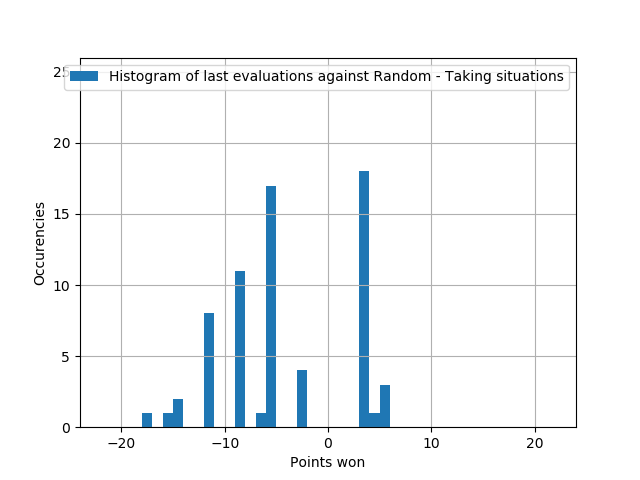 Histogram of last evaluations against Random - Taking situations
25
20
15
10
5
0
Occurencies
−20 −10 0 10 20
Points won